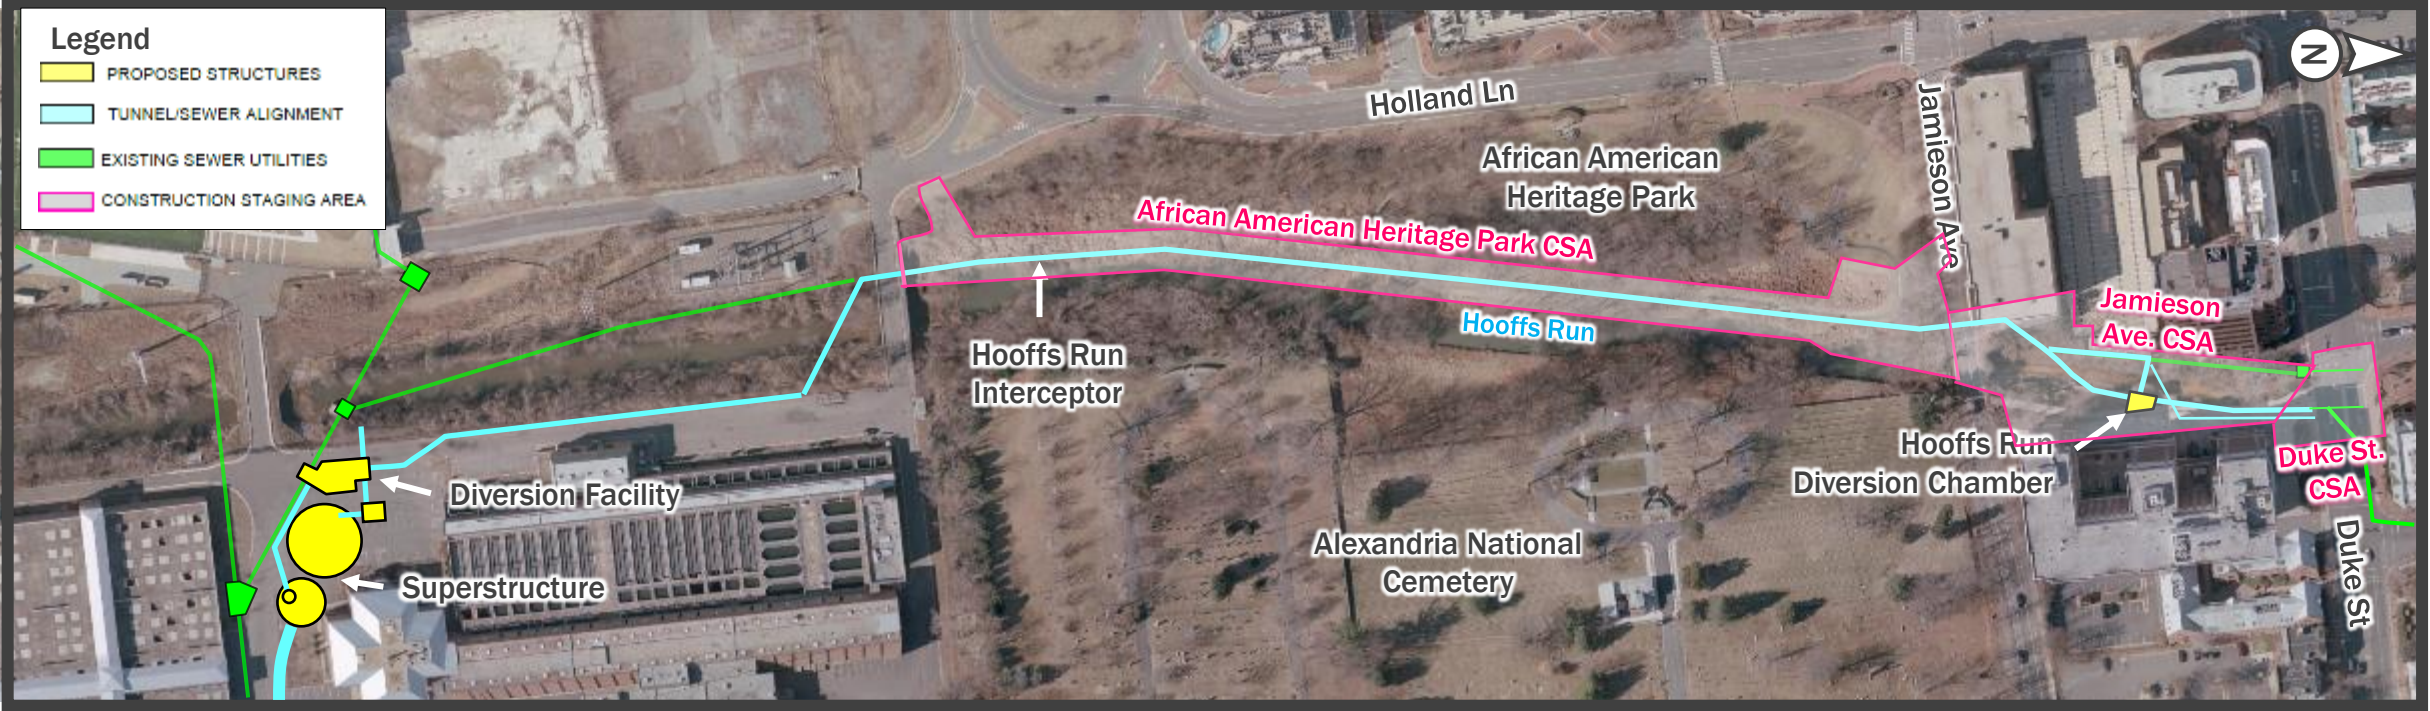 Legend
PROPOSED STRUCTURES
TUNNEL/SEWER ALIGNMENT
EXISTING SEWER UTILITIES
CONSTRUCTION STAGING AREA
N
Holland Ln
Jamieson Ave
African American
Heritage Park
African American Heritage Park CSA
Hooffs Run
Jamieson
Ave. CSA
Hooffs Run
Interceptor
Hooffs Run
Diversion Chamber
Duke St.
CSA
Diversion Facility
Superstructure
Alexandria National
Cemetery
Duke St